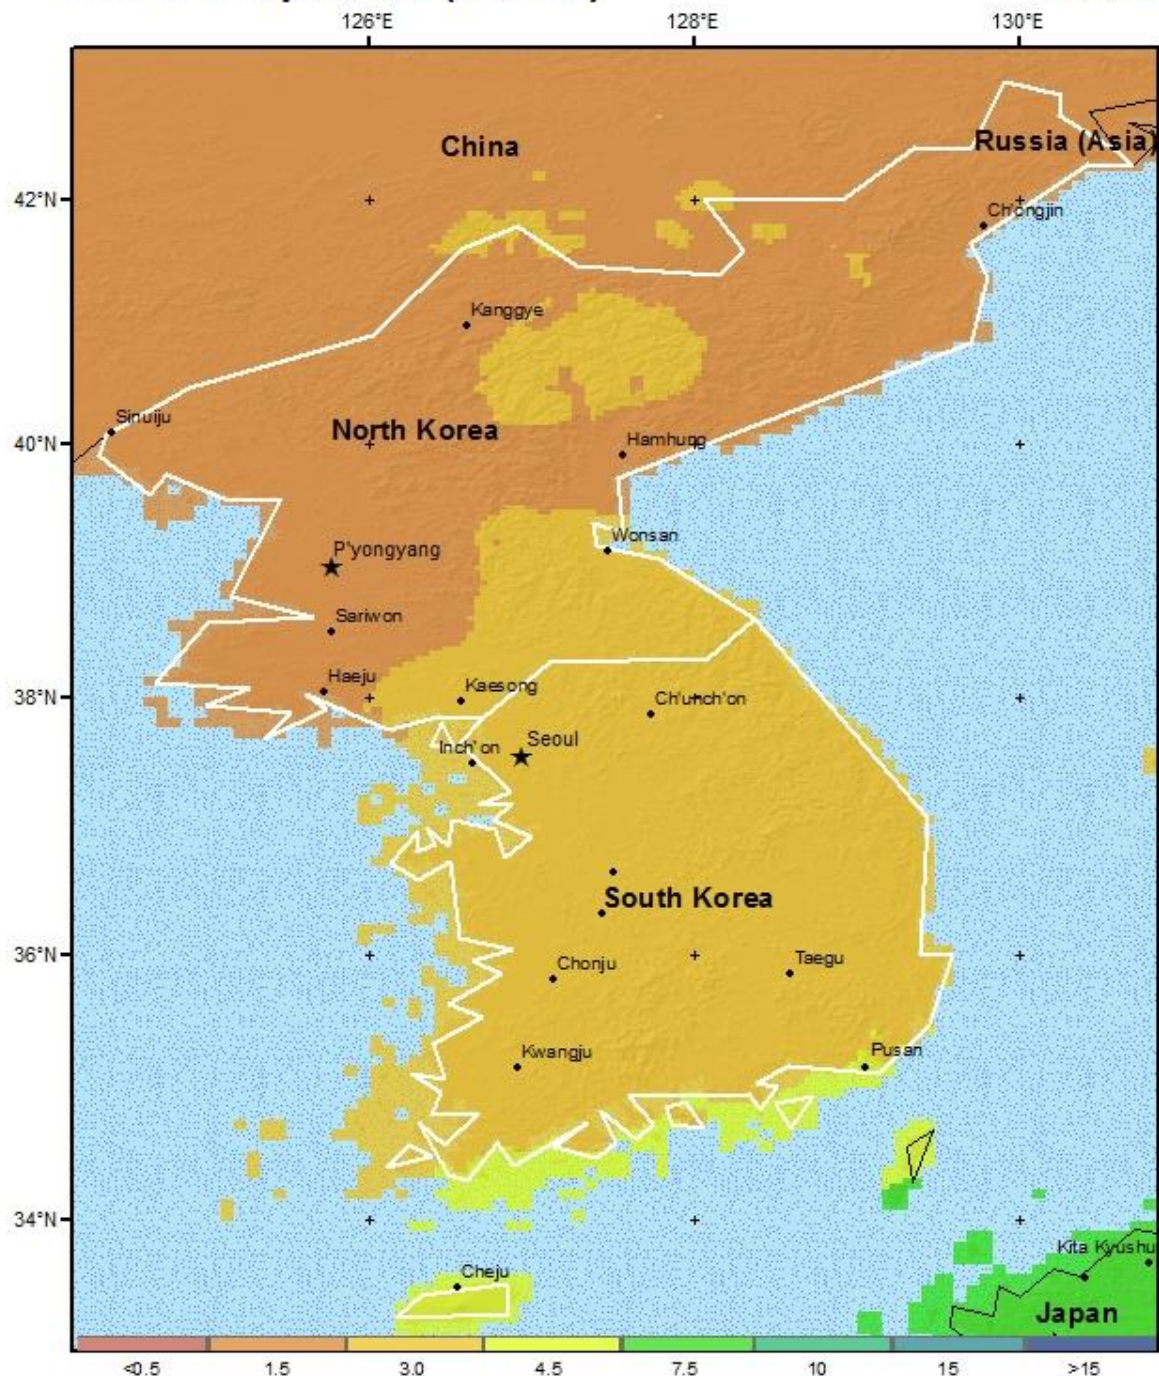 126°E 128°E 130°E
China
Russia (Asia)
42°N
Ch'ongjin
Kanggye
Sinuiju
North Korea
40°N
Hamhung
Wonsan
P'yongyang
Sariwon
Haeju
Kaesong
38°N
Ch'unch'on
Inch'on
Seoul
South Korea
36°N
Chonju
Taegu
Kwangju
Pusan
34°N
Kita Kyushu
Cheju
Japan
<0.5 1.5 3.0 4.5 7.5 10 15 >15